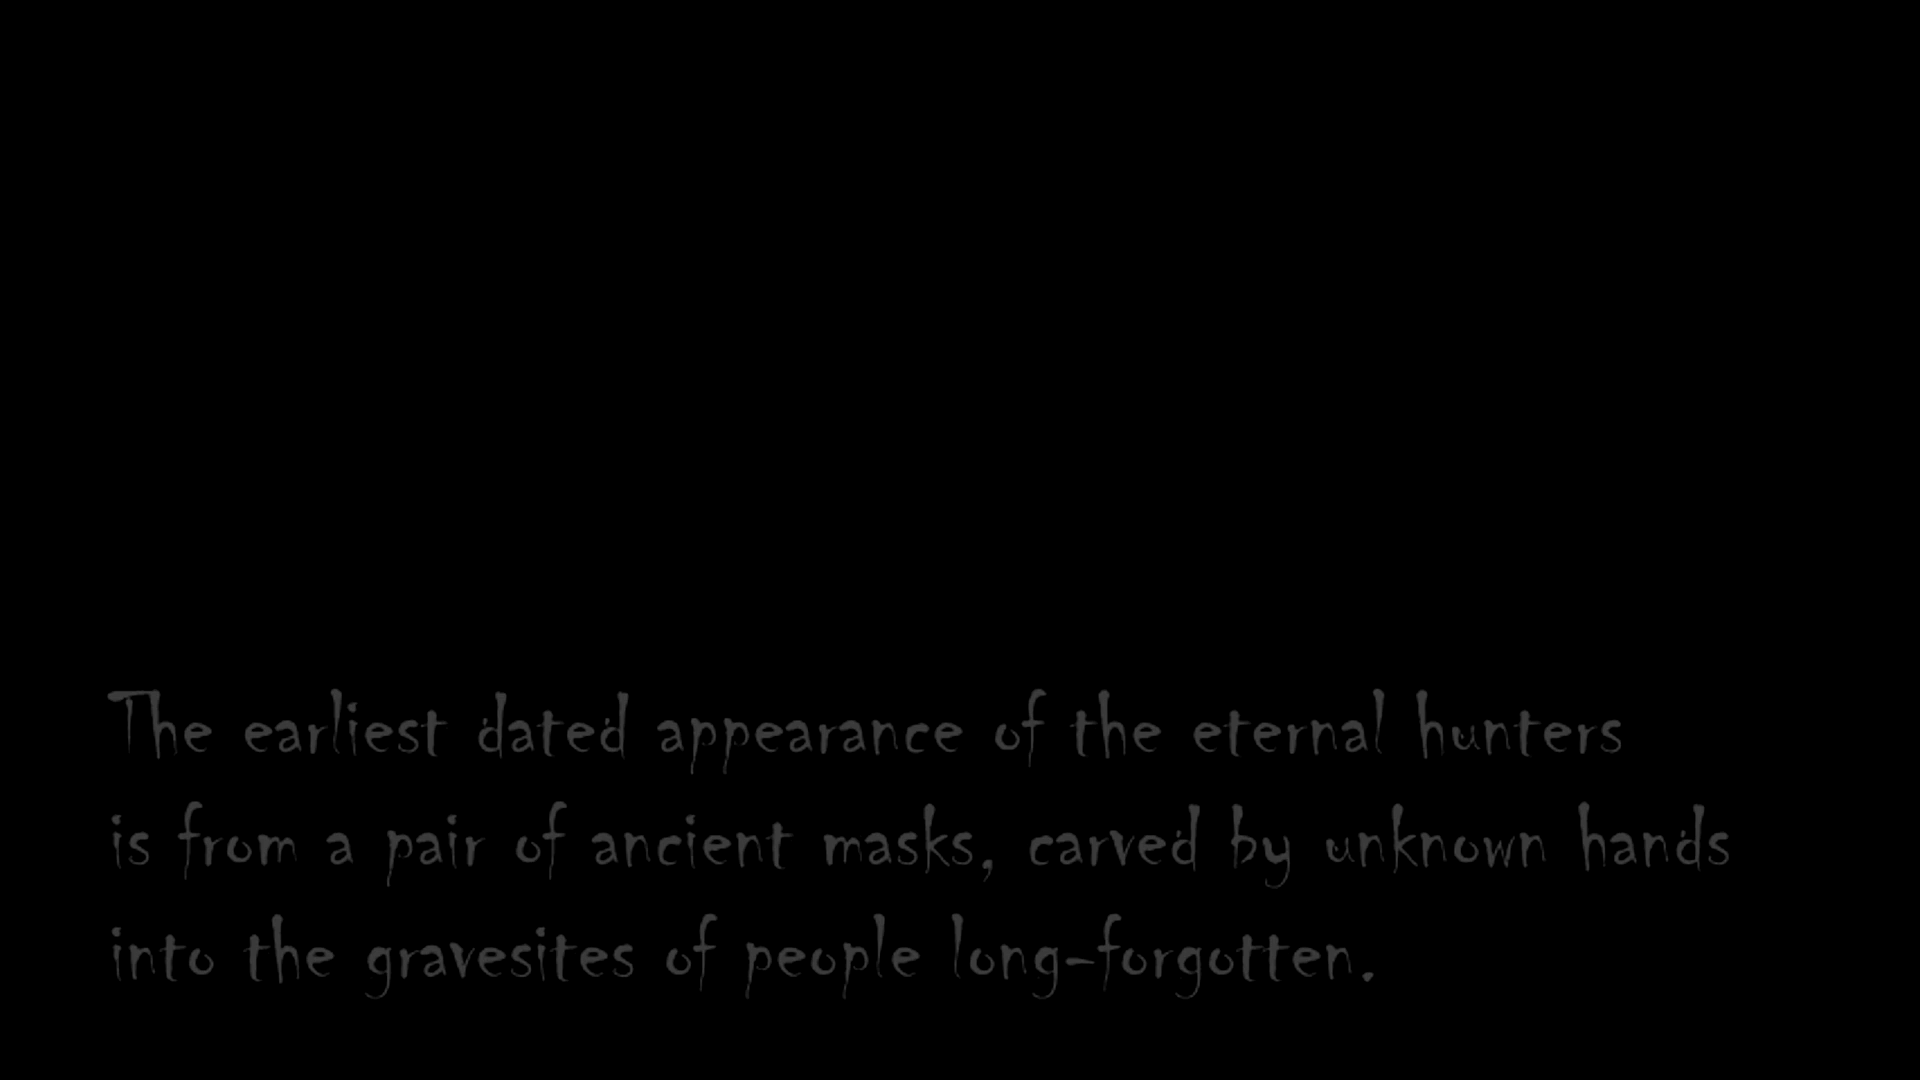 The earliest dated appearance of the eternal hunters
is from a pair of ancient masks, carved by unknown hands
into the gravesites of people long-forgotten.